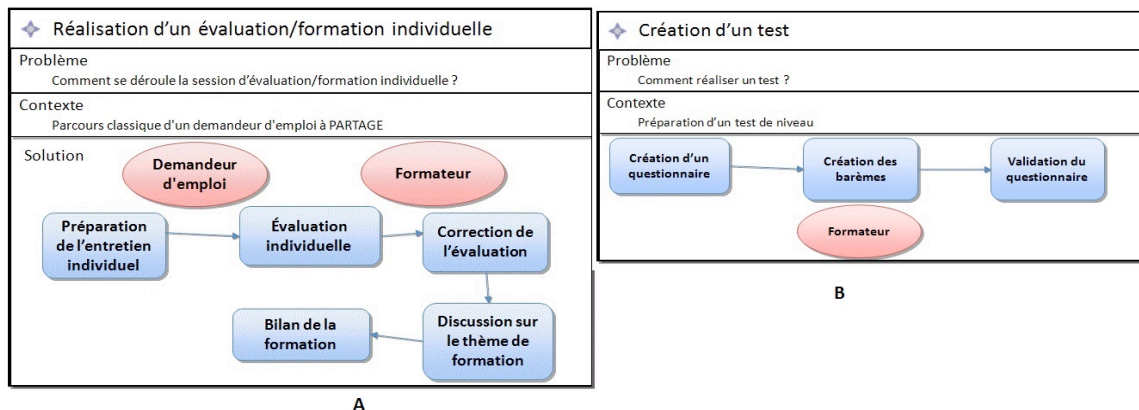 Réalisation d'un évaluation/formation individuelle
Problème
Comment se déroule la session d'évaluation/formation individuelle ?
Contexte
Parcours classique d'un demandeur d'emploi à PARTAGE
Solution
Demandeur
d'emploi
Formateur
Préparation
de l'entretien
individuel
Évaluation
individuelle
Correction de
l'évaluation
Bilan de la
formation
Discussion sur
le thème de
formation
A
Création d'un test
Problème
Comment réaliser un test ?
Contexte
Préparation d'un test de niveau
Création d'un
questionnaire
Création des
barèmes
Validation du
questionnaire
Formateur
B